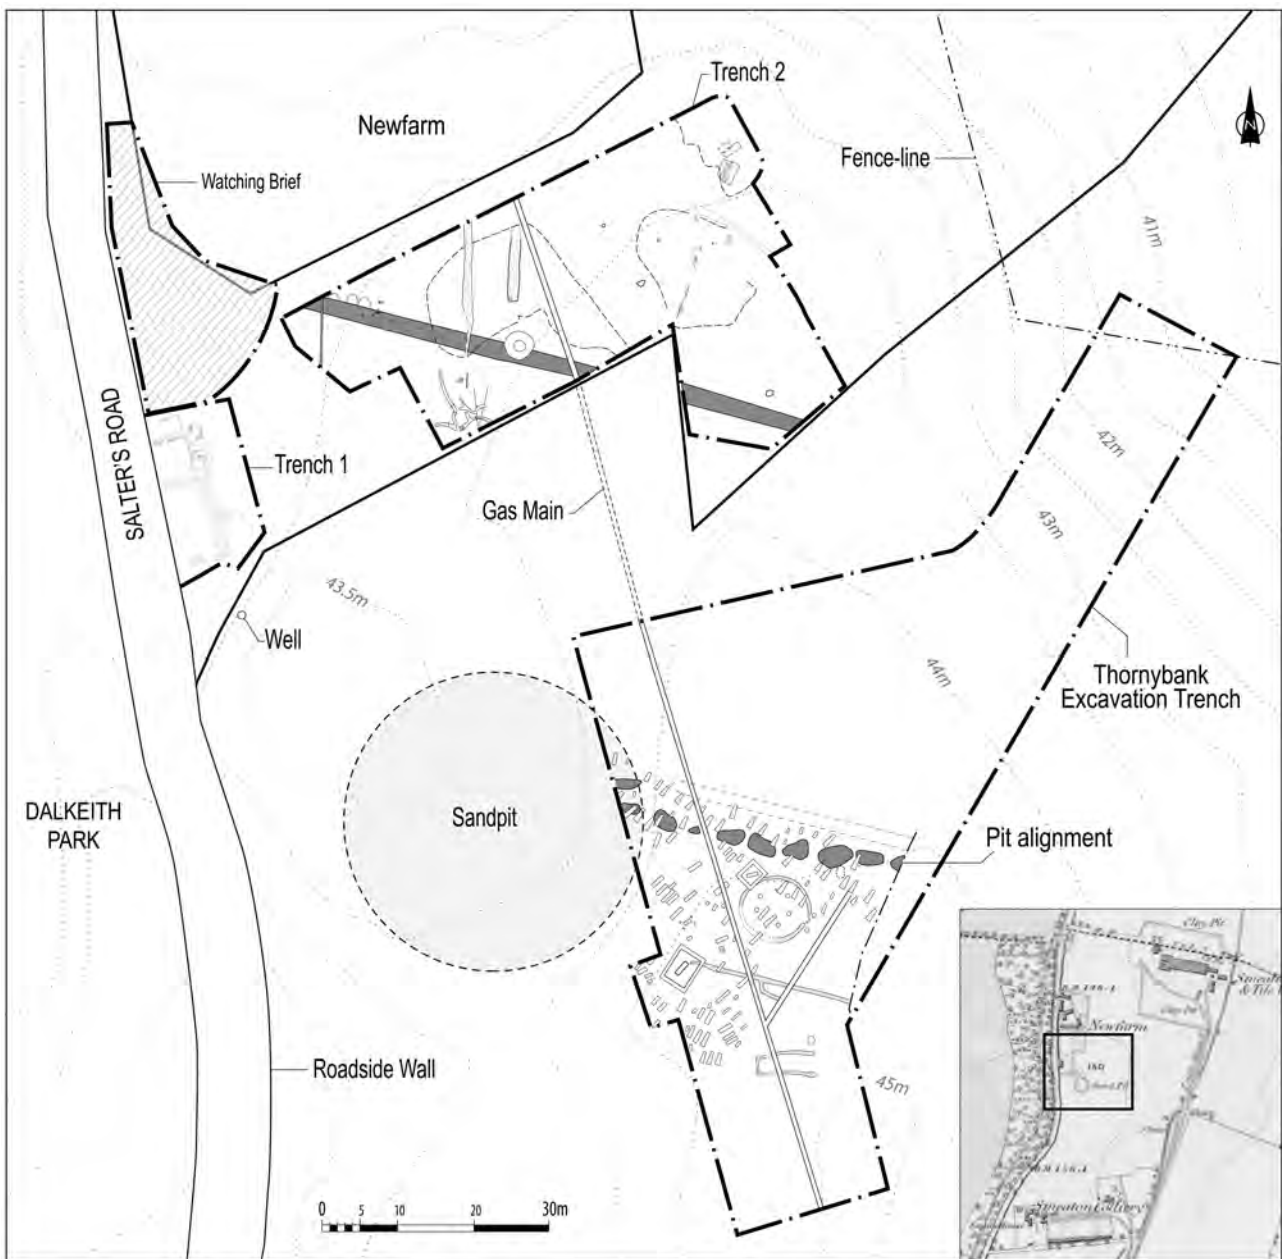 Trench 2
Newfarm
N
Fence-line
Watching Brief
41m
SALTER'S ROAD
Trench 1
42m
Gas Main
43m
43.5m
Well
44m
Thornybank
Excavation Trench
DALKEITH
PARK
Sandpit
Pit alignment
Clay Pit
Newfarm
Roadside Wall
45m
0 5 10 20 30m
Smeaton Colliery